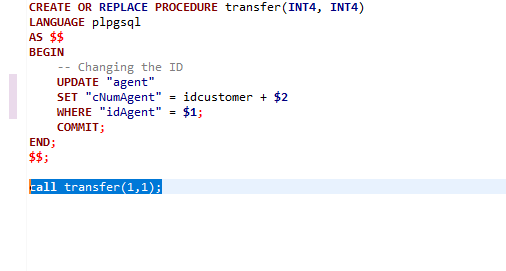 CREATE OR REPLACE PROCEDURE transfer(INT4, INT4)
LANGUAGE plpgsql
AS $$
BEGIN
    -- Changing the ID
    UPDATE "agent"
    SET "cNumAgent" = idcustomer + $2
    WHERE "idAgent" = $1;
    COMMIT;
END;
$$;

call transfer(1,1);